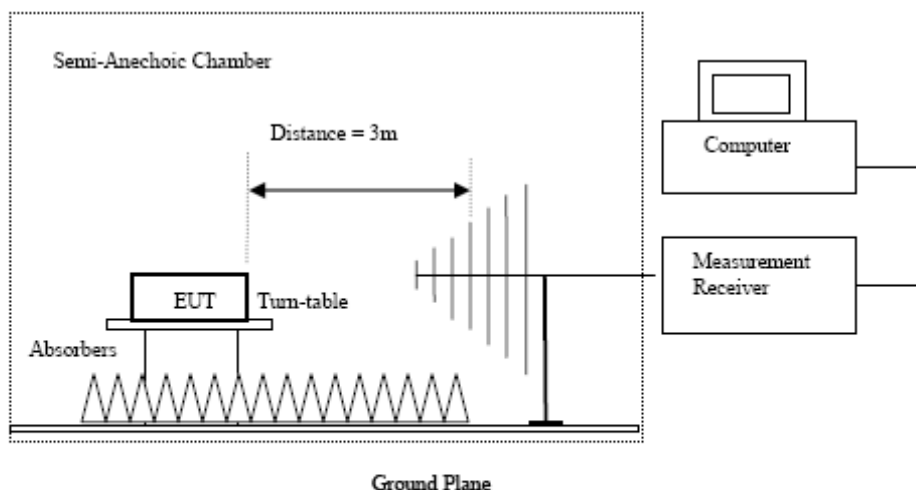 Semi-Anechoic Chamber
Distance = 3m
Computer
Measurement
Receiver
EUT
Turn-table
Absorbers
Ground Plane